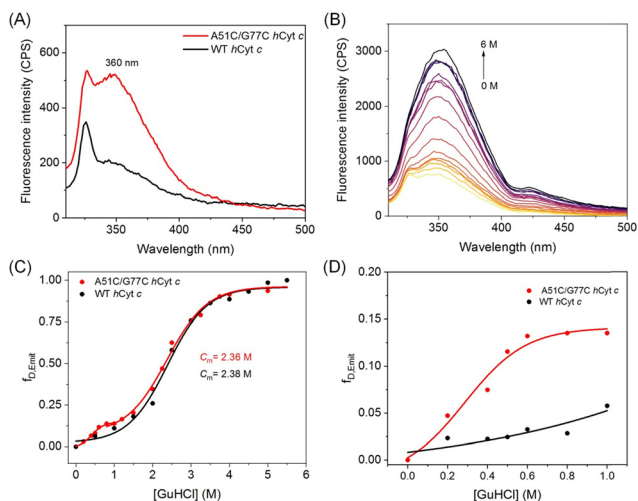 (A)
A51C/G77C hCyt c
WT hCyt c
360 nm
Fluorescence intensity (CPS)
600
400
200
0
350
400
450
500
Wavelength (nm)
(B)
6 M
0 M
Fluorescence intensity (CPS)
3000
2000
1000
0
350
400
450
500
Wavelength (nm)
(C)
A51C/G77C hCyt c
WT hCyt c
Cm= 2.36 M
Cm= 2.38 M
fD,Emit
1.00
0.75
0.50
0.25
0.00
0
1
2
3
4
5
6
[GuHCl] (M)
(D)
A51C/G77C hCyt c
WT hCyt c
fD,Emit
0.20
0.15
0.10
0.05
0.00
0.0
0.2
0.4
0.6
0.8
1.0
[GuHCl] (M)